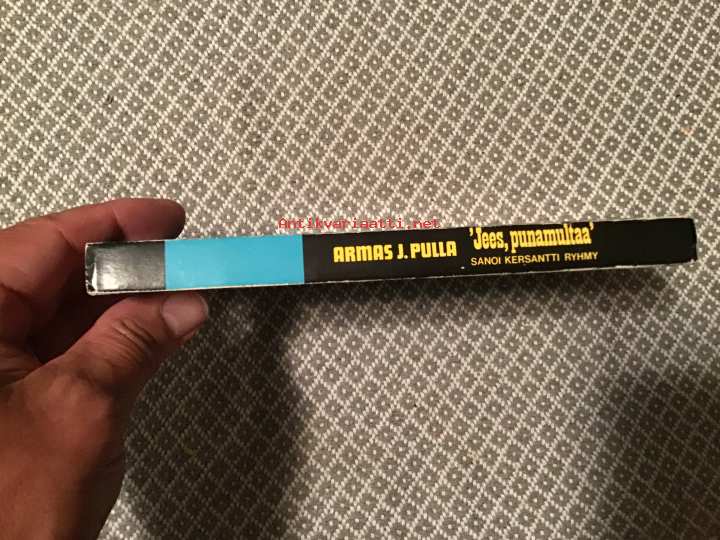 Antikvariaatti.net
ARMAS J. PULLA
'Jees, punamultaa'
SANOI KERSANTTI RYHMY